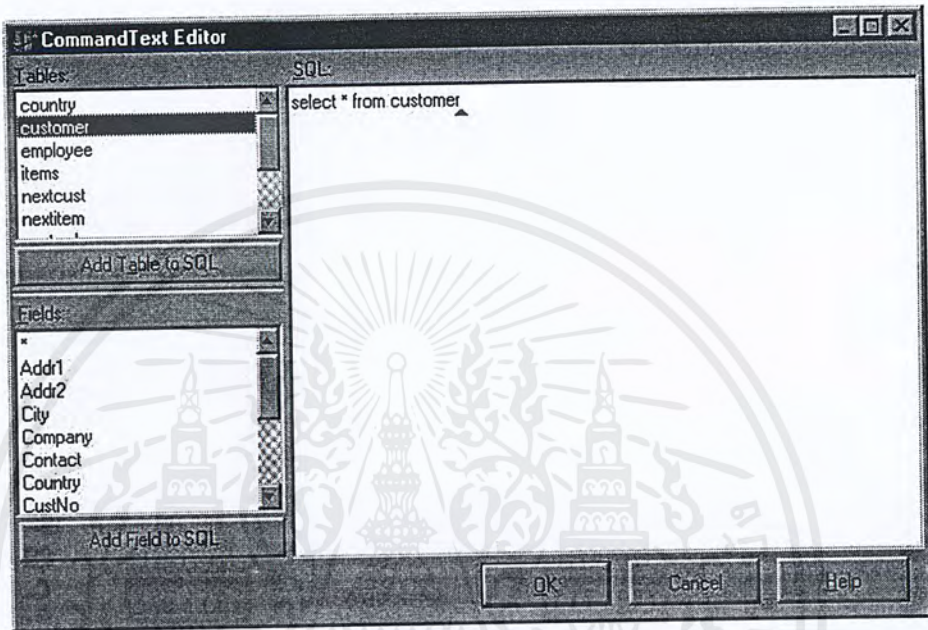 CommandText Editor
Tables:
country
customer
employee
items
nextcust
nextitem
Add Table to SQL
Fields:
*
Addr1
Addr2
City
Company
Contact
Country
CustNo
Add Field to SQL
SQL:
select * from customer
OK
Cancel
Help